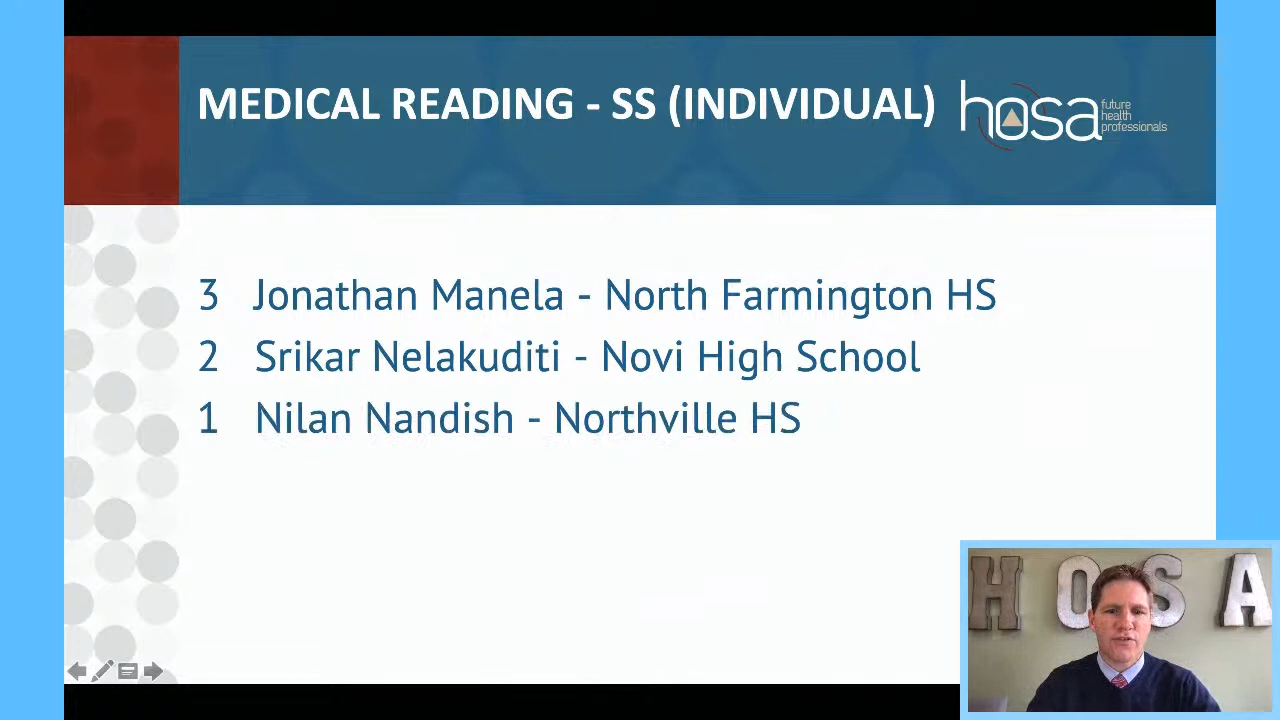 MEDICAL READING - SS (INDIVIDUAL)
hosa future health professionals
3 Jonathan Manela - North Farmington HS
2 Srikar Nelakuditi - Novi High School
1 Nilan Nandish - Northville HS
HOSA